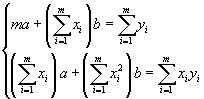 ma + (∑_{i=1}^{m} x_i) b = ∑_{i=1}^{m} y_i
(∑_{i=1}^{m} x_i) a + (∑_{i=1}^{m} x_i^2) b = ∑_{i=1}^{m} x_i y_i